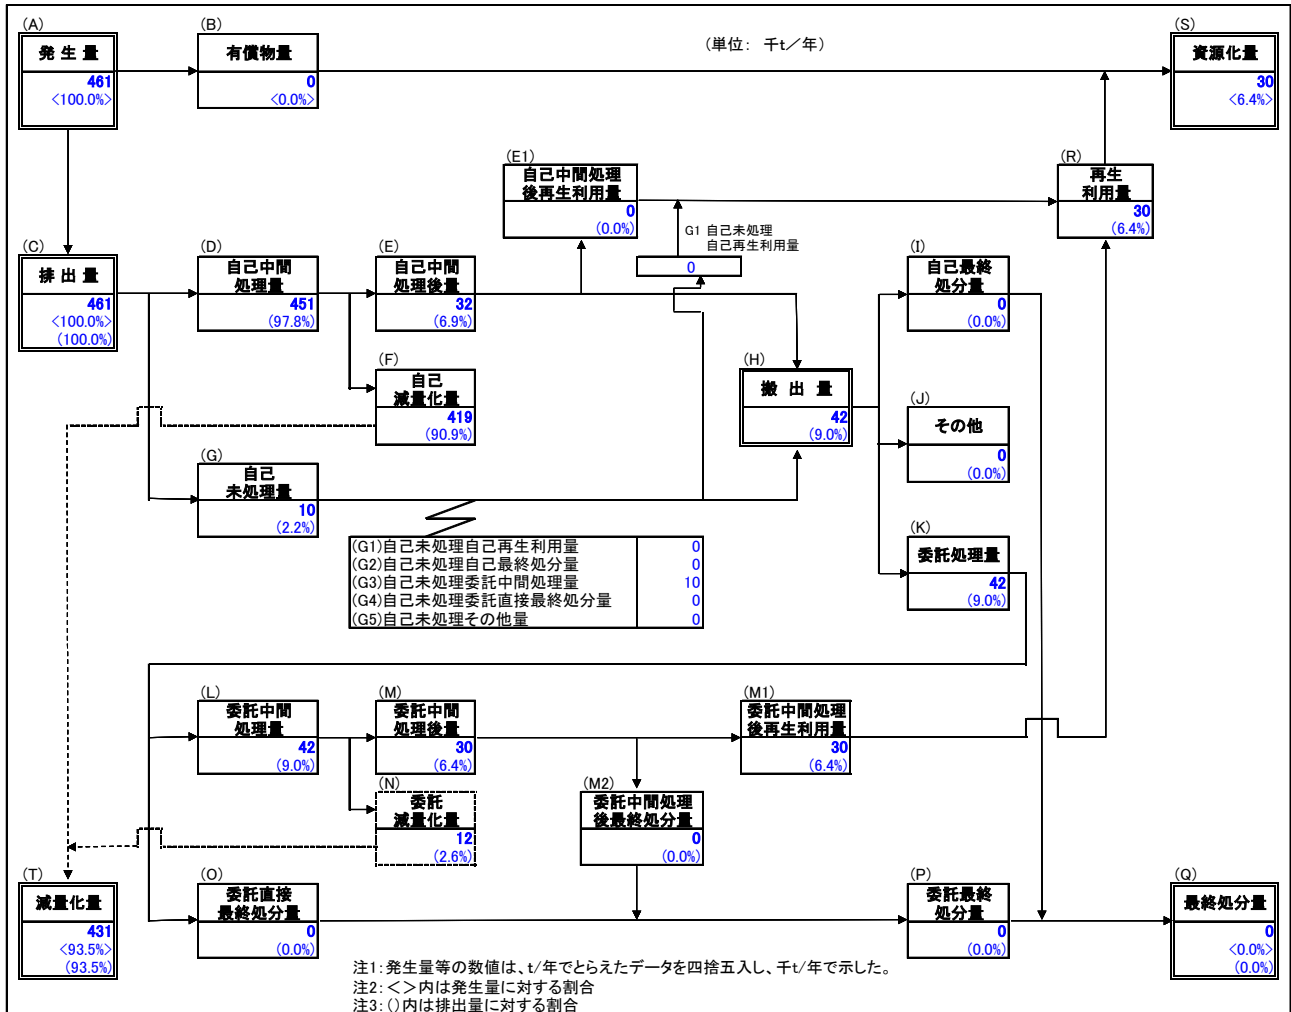 (A)
発 生 量
461
<100.0%>
(B)
有償物量
0
<0.0%>
(単位: 千t/年)
(S)
資源化量
30
<6.4%>
(E1)
自己中間処理
後再生利用量
0
(0.0%)
G1 自己未処理
自己再生利用量
0
(R)
再生
利用量
30
(6.4%)
(C)
排 出 量
461
<100.0%>
(100.0%)
(D)
自己中間
処理量
451
(97.8%)
(E)
自己中間
処理後量
32
(6.9%)
(I)
自己最終
処分量
0
(0.0%)
(F)
自己
減量化量
419
(90.9%)
(H)
搬 出 量
42
(9.0%)
(J)
その他
0
(0.0%)
(G)
自己
未処理量
10
(2.2%)
(G1)自己未処理自己再生利用量 0
(G2)自己未処理自己最終処分量 0
(G3)自己未処理委託中間処理量 10
(G4)自己未処理委託直接最終処分量 0
(G5)自己未処理その他量 0
(K)
委託処理量
42
(9.0%)
(L)
委託中間
処理量
42
(9.0%)
(M)
委託中間
処理後量
30
(6.4%)
(M1)
委託中間処理
後再生利用量
30
(6.4%)
(N)
委託
減量化量
12
(2.6%)
(M2)
委託中間処理
後最終処分量
0
(0.0%)
(T)
減量化量
431
<93.5%>
(93.5%)
(O)
委託直接
最終処分量
0
(0.0%)
(P)
委託最終
処分量
0
(0.0%)
(Q)
最終処分量
0
<0.0%>
(0.0%)
注1:発生量等の数値は、t/年でとらえたデータを四捨五入し、千t/年で示した。
注2:<>内は発生量に対する割合
注3:()内は排出量に対する割合